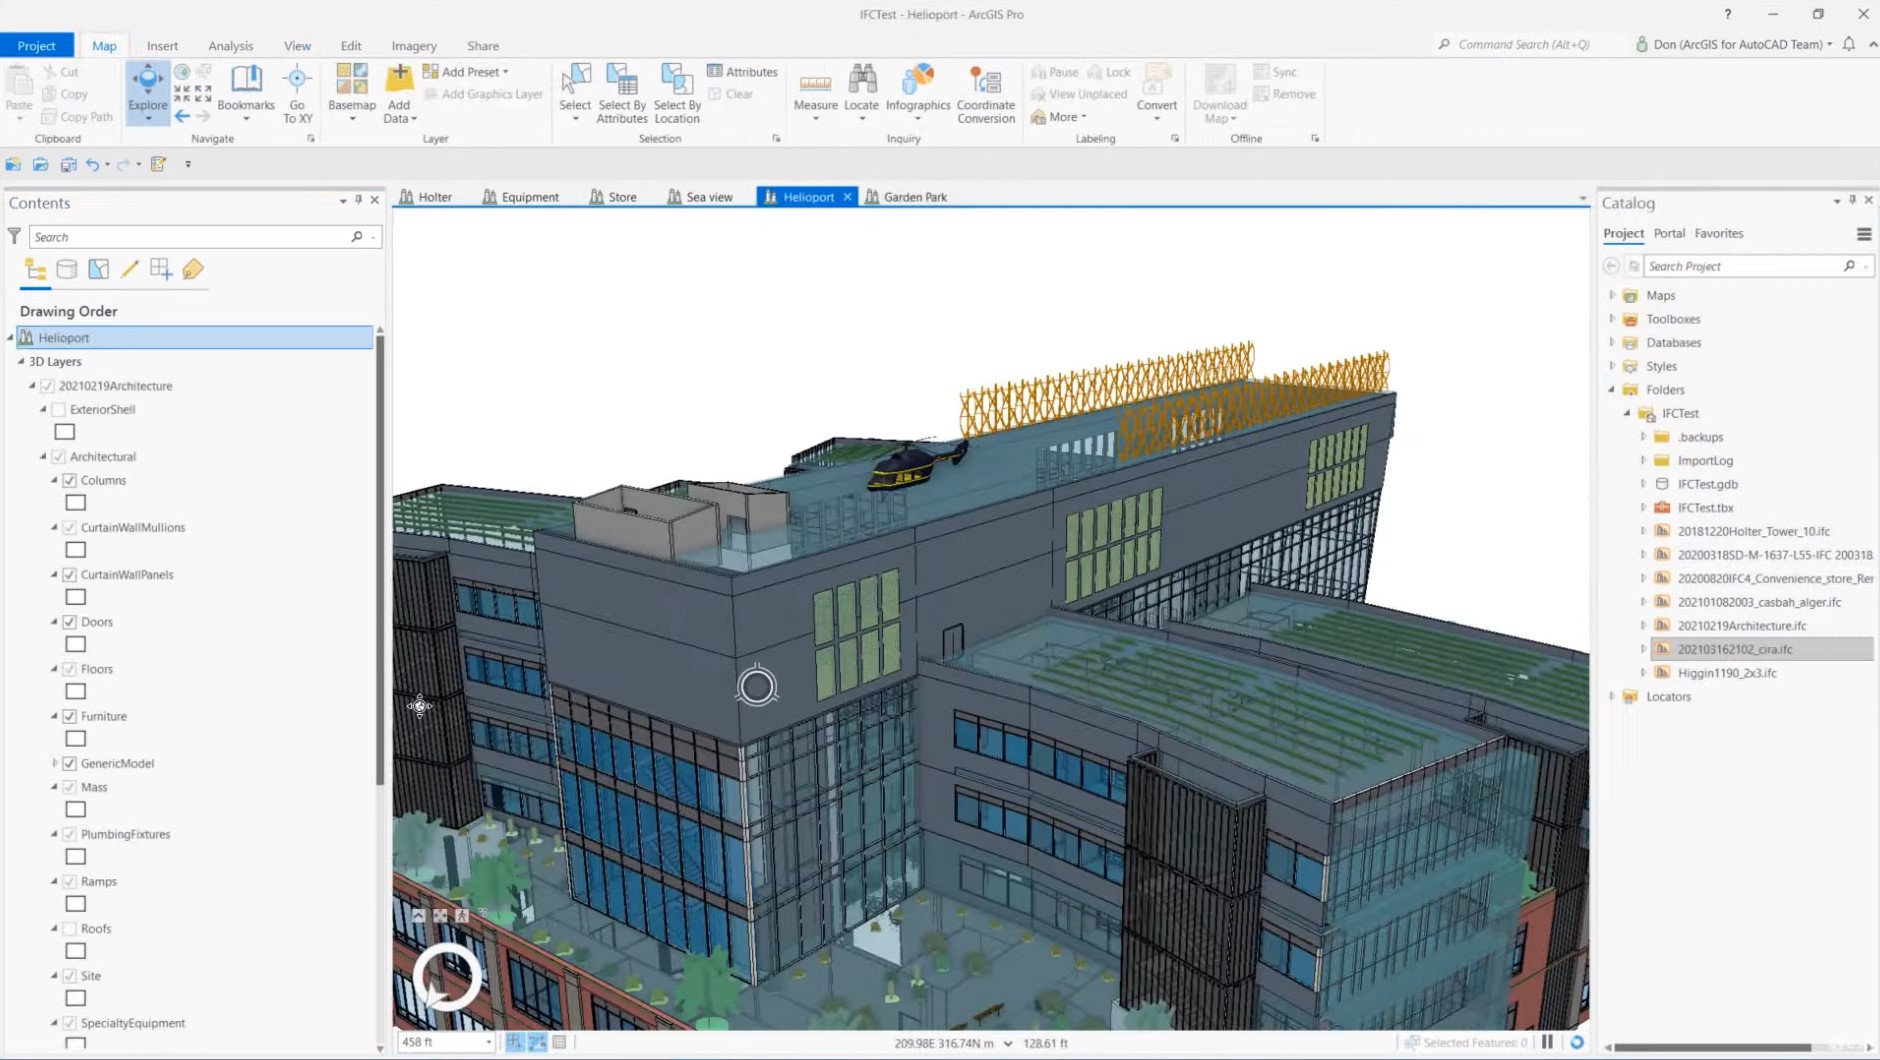 IFCTest - Helioport - ArcGIS Pro
?
Project
Map
Insert
Analysis
View
Edit
Imagery
Share
Command Search (Alt+Q)
Don (ArcGIS for AutoCAD Team)
Paste
Cut
Copy
Copy Path
Clipboard
Explore
Bookmarks
Go To XY
Navigate
Basemap
Add Data
Add Preset
Add Graphics Layer
Layer
Select
Select By Attributes
Select By Location
Attributes
Clear
Selection
Measure
Locate
Infographics
Coordinate Conversion
Inquiry
Pause
Lock
View Unplaced
More
Convert
Labeling
Download Map
Sync
Remove
Offline
Contents
Search
Drawing Order
Helioport
3D Layers
20210219Architecture
ExteriorShell
Architectural
Columns
CurtainWallMullions
CurtainWallPanels
Doors
Floors
Furniture
GenericModel
Mass
PlumbingFixtures
Ramps
Roofs
Site
SpecialtyEquipment
Holter
Equipment
Store
Sea view
Helioport
Garden Park
458 ft
209.98E 316.74N m
128.61 ft
Selected Features: 0
Catalog
Project
Portal
Favorites
Search Project
Maps
Toolboxes
Databases
Styles
Folders
IFCTest
.backups
ImportLog
IFCTest.gdb
IFCTest.tbx
20181220Holter_Tower_10.ifc
20200318SD-M-1637-L55-IFC 200318
20200820IFC4_Convenience_store_Rer
202101082003_casbah_alger.ifc
20210219Architecture.ifc
202103162102_cira.ifc
Higgin1190_2x3.ifc
Locators